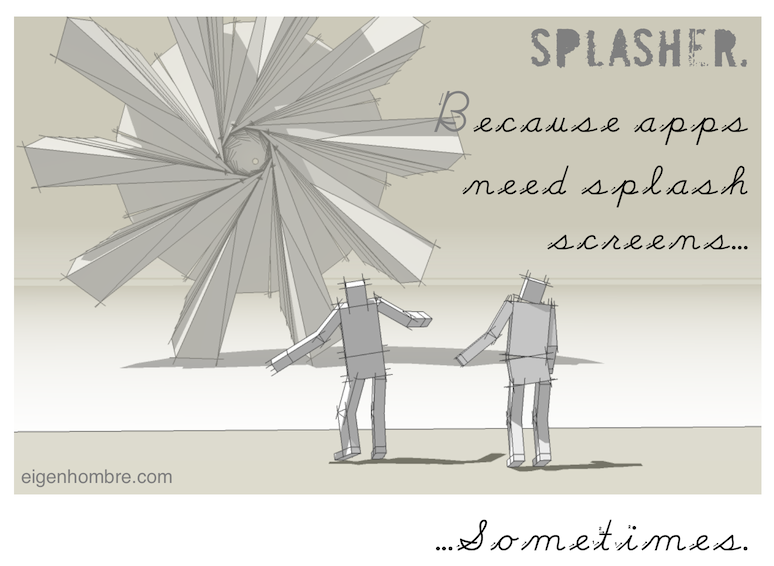 SPLASHER.
Because apps
need splash
screens...
eigenhombre.com
...Sometimes.